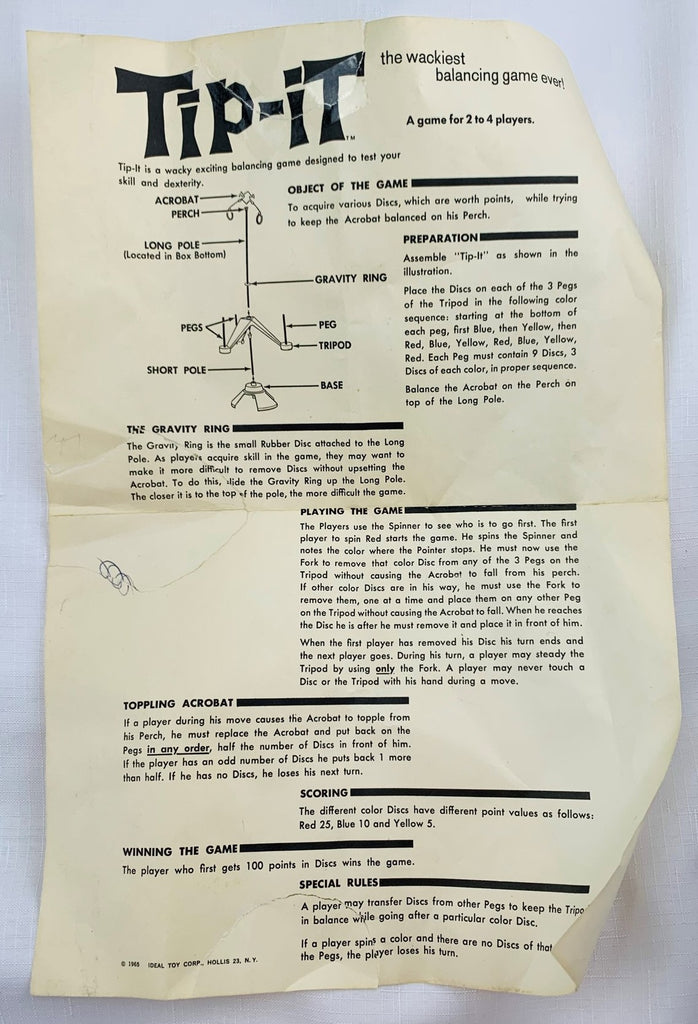 TiP-iT™
the wackiest
balancing game ever!
A game for 2 to 4 players.
Tip-It is a wacky exciting balancing game designed to test your
skill and dexterity.
ACROBAT
PERCH
LONG POLE
(Located in Box Bottom)
GRAVITY RING
PEGS
PEG
TRIPOD
SHORT POLE
BASE
OBJECT OF THE GAME
To acquire various Discs, which are worth points, while trying
to keep the Acrobat balanced on his Perch.
PREPARATION
Assemble "Tip-It" as shown in the
illustration.
Place the Discs on each of the 3 Pegs
of the Tripod in the following color
sequence: starting at the bottom of
each peg, first Blue, then Yellow, then
Red, Blue, Yellow, Red, Blue, Yellow,
Red. Each Peg must contain 9 Discs, 3
Discs of each color, in proper sequence.
Balance the Acrobat on the Perch on
top of the Long Pole.
THE GRAVITY RING
The Gravity Ring is the small Rubber Disc attached to the Long
Pole. As players acquire skill in the game, they may want to
make it more difficult to remove Discs without upsetting the
Acrobat. To do this, slide the Gravity Ring up the Long Pole.
The closer it is to the top of the pole, the more difficult the game.
PLAYING THE GAME
The Players use the Spinner to see who is to go first. The first
player to spin Red starts the game. He spins the Spinner and
notes the color where the Pointer stops. He must now use the
Fork to remove that color Disc from any of the 3 Pegs on the
Tripod without causing the Acrobat to fall from his perch.
If other color Discs are in his way, he must use the Fork to
remove them, one at a time and place them on any other Peg
on the Tripod without causing the Acrobat to fall. When he reaches
the Disc he is after he must remove it and place it in front of him.
When the first player has removed his Disc his turn ends and
the next player goes. During his turn, a player may steady the
Tripod by using only the Fork. A player may never touch a
Disc or the Tripod with his hand during a move.
TOPPLING ACROBAT
If a player during his move causes the Acrobat to topple from
his Perch, he must replace the Acrobat and put back on the
Pegs in any order, half the number of Discs in front of him.
If the player has an odd number of Discs he puts back 1 more
than half. If he has no Discs, he loses his next turn.
SCORING
The different color Discs have different point values as follows:
Red 25, Blue 10 and Yellow 5.
WINNING THE GAME
The player who first gets 100 points in Discs wins the game.
SPECIAL RULES
A player may transfer Discs from other Pegs to keep the Tripo
in balance while going after a particular color Disc.
If a player spins a color and there are no Discs of that
the Pegs, the player loses his turn.
© 1965 IDEAL TOY CORP., HOLLIS 23, N. Y.